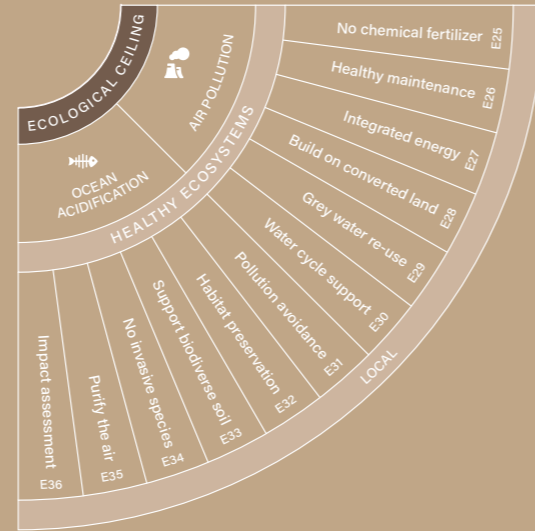 ECOLOGICAL CEILING
AIR POLLUTION
OCEAN
ACIDIFICATION
HEALTHY ECOSYSTEMS
No chemical fertilizer E25
Healthy maintenance E26
Integrated energy E27
Build on converted land E28
Grey water re-use E29
Water cycle support E30
Pollution avoidance E31
Habitat preservation E32
Support biodiverse soil E33
No invasive species E34
Purify the air E35
Impact assessment E36
LOCAL